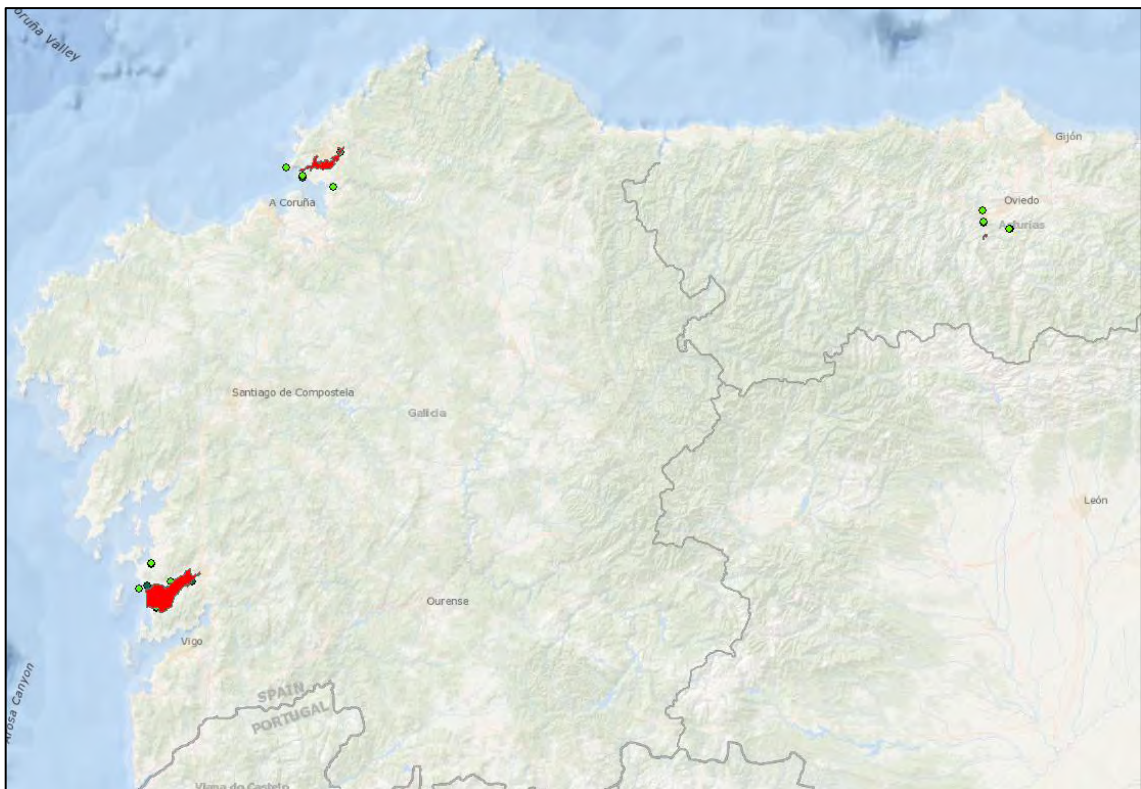 Coruña Valley
Gijón
A Coruña
Oviedo
Asturias
Santiago de Compostela
Galicia
León
Ourense
Vigo
Arosa Canyon
SPAIN
PORTUGAL
Viana do Castelo